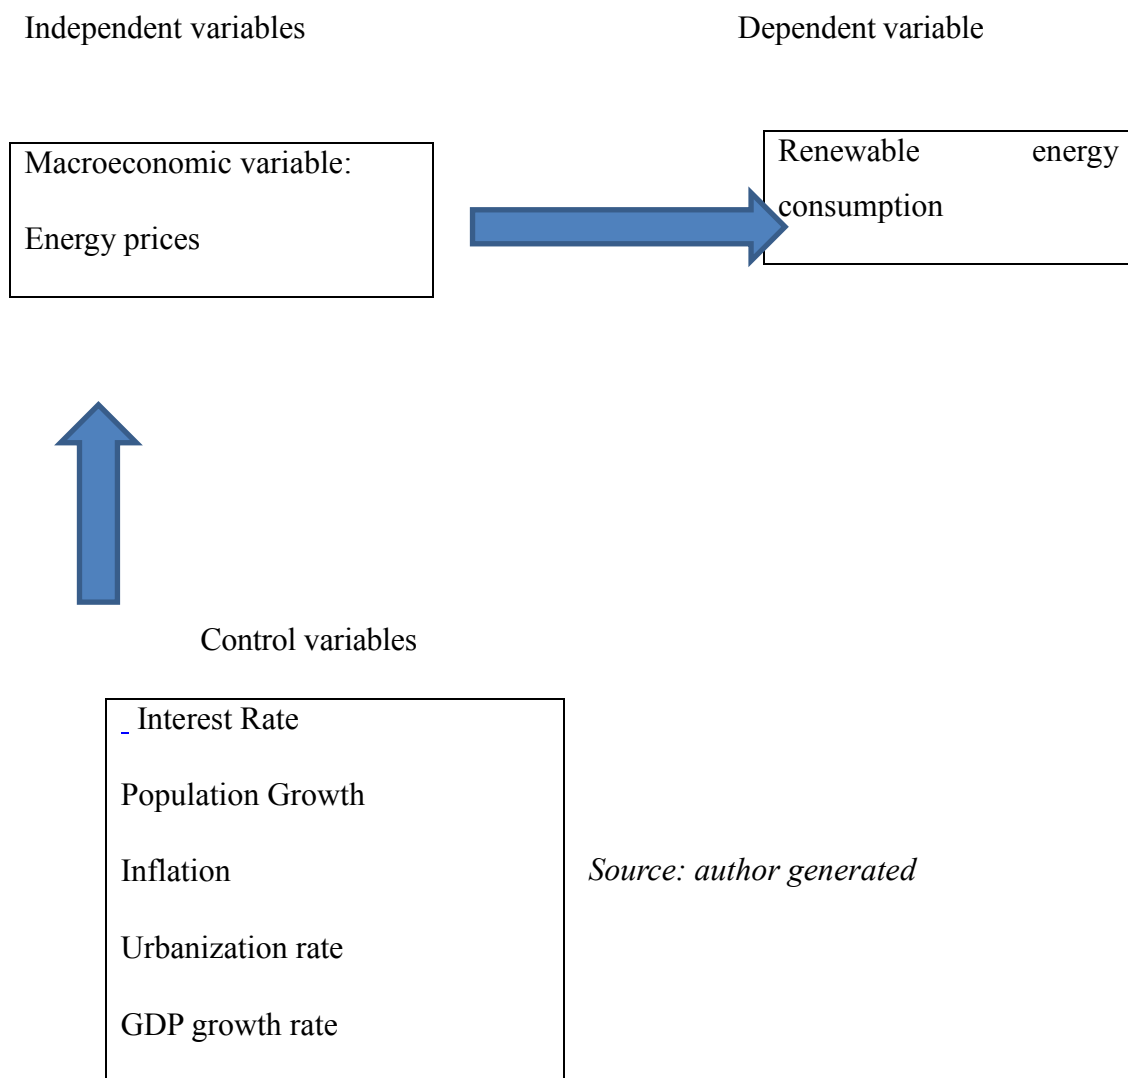 Independent variables
Dependent variable
Macroeconomic variable:
Energy prices
Renewable energy
consumption
Control variables
Interest Rate
Population Growth
Inflation
Urbanization rate
GDP growth rate
Source: author generated